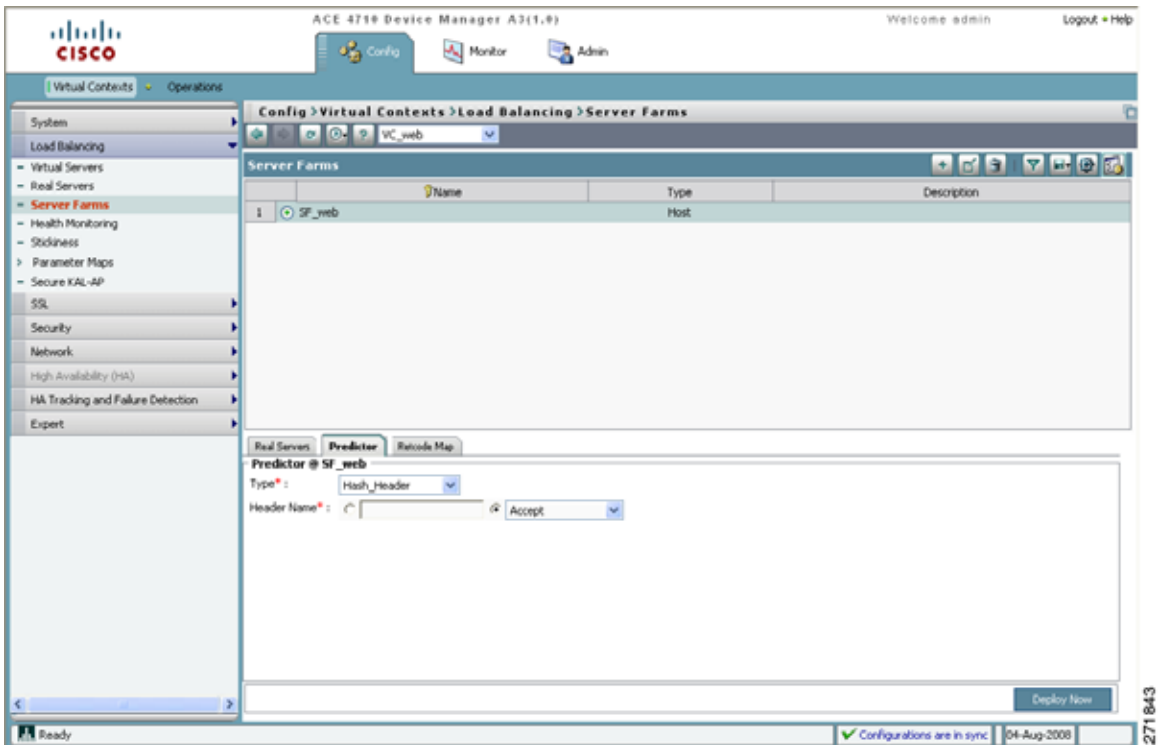 ACE 4710 Device Manager A3(1.0)
Welcome admin
Logout • Help
CISCO
Config
Monitor
Admin
Virtual Contexts
Operations
System
Load Balancing
Virtual Servers
Real Servers
Server Farms
Health Monitoring
Stickiness
Parameter Maps
Secure KAL-AP
SSL
Security
Network
High Availability (HA)
HA Tracking and Failure Detection
Expert
Config > Virtual Contexts > Load Balancing > Server Farms
VC_web
Server Farms
Name Type Description
1 SF_web Host
Real Servers Predictor Retcode Map
Predictor @ SF_web
Type* : Hash_Header
Header Name* : Accept
Deploy Now
Ready
Configurations are in sync
04-Aug-2008
271843